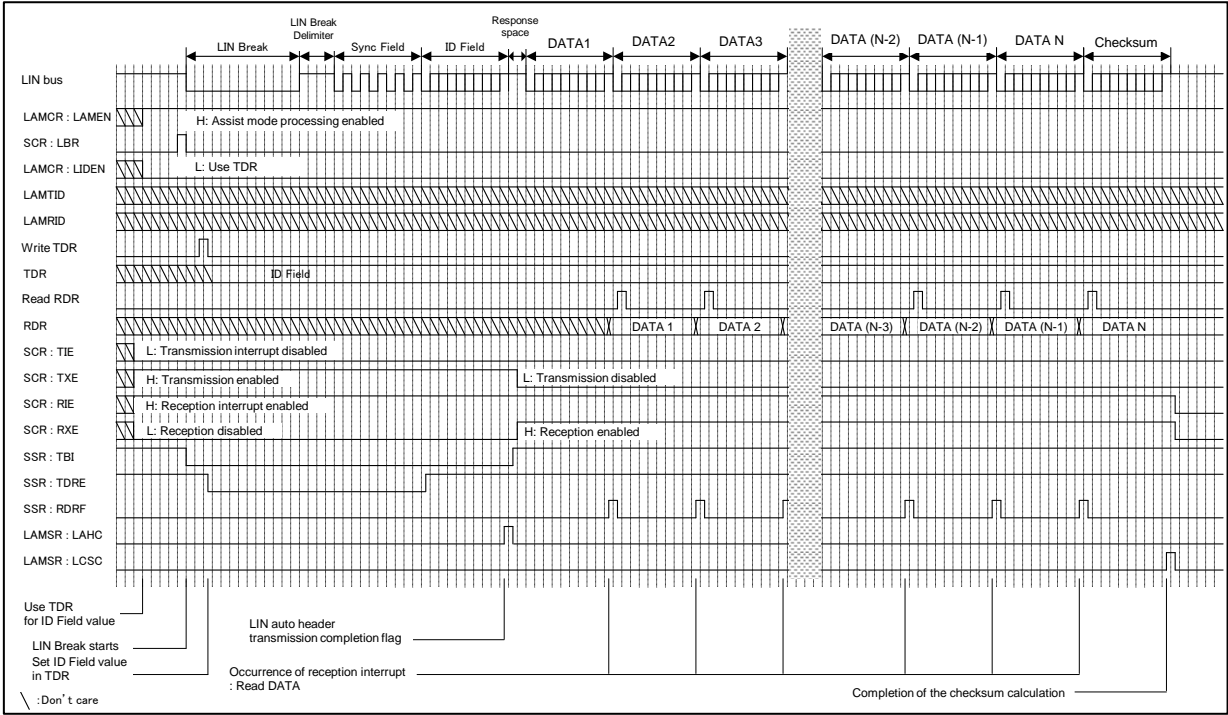 LIN Break
LIN Break Delimiter
Sync Field
ID Field
Response space
DATA1
DATA2
DATA3
DATA (N-2)
DATA (N-1)
DATA N
Checksum
LIN bus
LAMCR : LAMEN
H: Assist mode processing enabled
SCR : LBR
LAMCR : LIDEN
L: Use TDR
LAMTID
LAMRID
Write TDR
TDR
ID Field
Read RDR
RDR
DATA 1
DATA 2
DATA (N-3)
DATA (N-2)
DATA (N-1)
DATA N
SCR : TIE
L: Transmission interrupt disabled
SCR : TXE
H: Transmission enabled
L: Transmission disabled
SCR : RIE
H: Reception interrupt enabled
SCR : RXE
L: Reception disabled
H: Reception enabled
SSR : TBI
SSR : TDRE
SSR : RDRF
LAMSR : LAHC
LAMSR : LCSC
Use TDR
for ID Field value
LIN Break starts
Set ID Field value
in TDR
LIN auto header
transmission completion flag
Occurrence of reception interrupt
: Read DATA
Completion of the checksum calculation
\ :Don't care